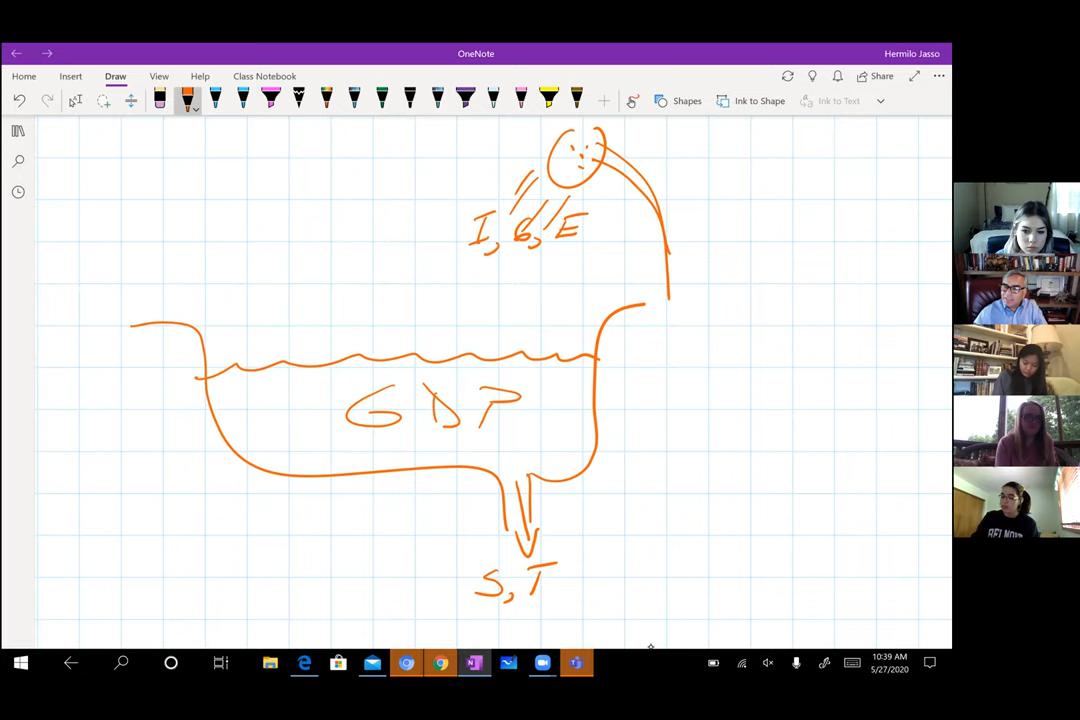 OneNote
Hermilo Jasso
Home Insert Draw View Help Class Notebook
Share
Shapes Ink to Shape Ink to Text
I, G, E
GDP
S, T
BELMONT
10:39 AM
5/27/2020